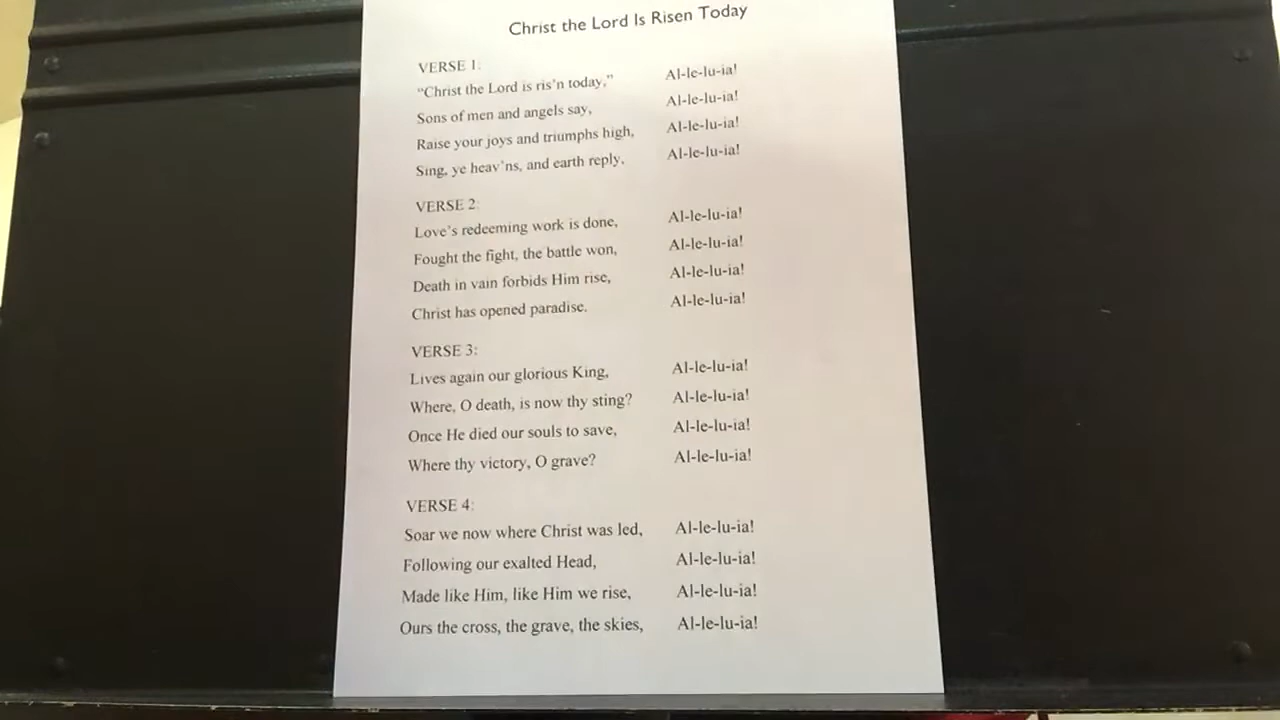 Christ the Lord Is Risen Today
VERSE 1:
“Christ the Lord is ris’n today,” Al-le-lu-ia!
Sons of men and angels say, Al-le-lu-ia!
Raise your joys and triumphs high, Al-le-lu-ia!
Sing, ye heav’ns, and earth reply. Al-le-lu-ia!
VERSE 2:
Love’s redeeming work is done, Al-le-lu-ia!
Fought the fight, the battle won, Al-le-lu-ia!
Death in vain forbids Him rise, Al-le-lu-ia!
Christ has opened paradise. Al-le-lu-ia!
VERSE 3:
Lives again our glorious King, Al-le-lu-ia!
Where, O death, is now thy sting? Al-le-lu-ia!
Once He died our souls to save, Al-le-lu-ia!
Where thy victory, O grave? Al-le-lu-ia!
VERSE 4:
Soar we now where Christ was led, Al-le-lu-ia!
Following our exalted Head, Al-le-lu-ia!
Made like Him, like Him we rise, Al-le-lu-ia!
Ours the cross, the grave, the skies, Al-le-lu-ia!